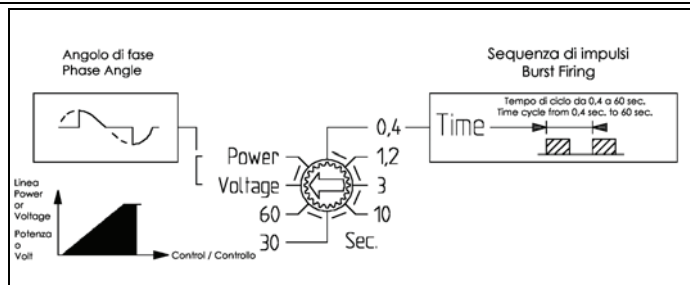 Angolo di fase
Phase Angle
Sequenza di impulsi
Burst Firing
Tempo di ciclo da 0,4 a 60 sec.
Time cycle from 0,4 sec. to 60 sec.
Time
0,4
Power
1,2
Voltage
3
60
10
30
Sec.
Linea
Power
or
Voltage
Potenza
o
Volt
Control / Controllo